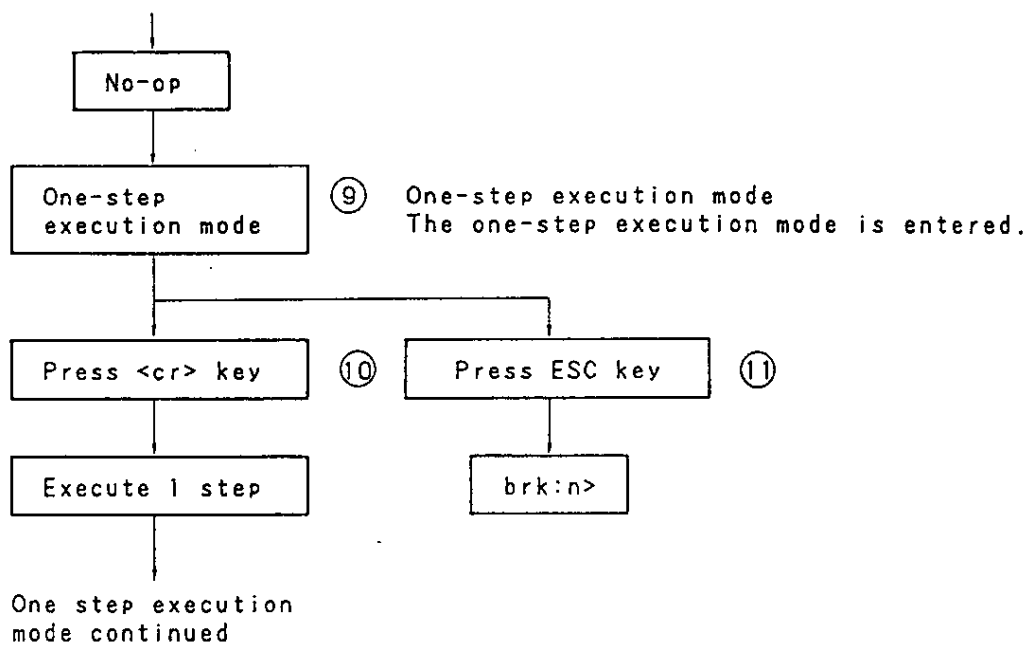 No-op
One-step
execution mode
⑨
One-step execution mode
The one-step execution mode is entered.
Press <cr> key
⑩
Press ESC key
⑪
Execute 1 step
brk:n>
One step execution
mode continued